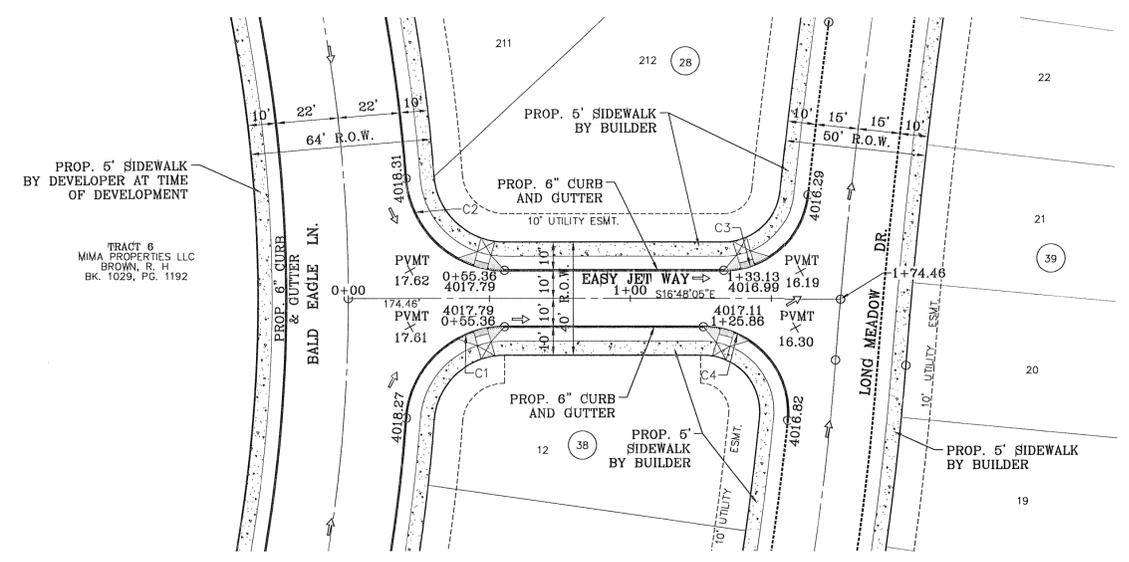 211
212
28
22
10'
22'
22'
10'
64' R.O.W.
PROP. 5' SIDEWALK
BY BUILDER
10'
15'
15'
10'
50' R.O.W.
PROP. 5' SIDEWALK
BY DEVELOPER AT TIME
OF DEVELOPMENT
4018.31
PROP. 6" CURB
AND GUTTER
4016.29
C2
10' UTILITY ESMT.
C3
21
39
TRACT 6
MIMA PROPERTIES LLC
BROWN, R. H
BK. 1029, PG. 1192
PROP. 6" CURB
& GUTTER
BALD EAGLE LN.
PVMT
17.62
0+55.36
4017.79
10'
10'
10'
10'
40' R.O.W.
EASY JET WAY
1+00
S16°48'05"E
1+33.13
4016.99
PVMT
16.19
1+74.46
0+00
174.46'
4017.79
0+55.36
4017.11
1+25.86
PVMT
17.61
PVMT
16.30
LONG MEADOW DR.
10' UTILITY ESMT.
C1
C4
20
4018.27
PROP. 6" CURB
AND GUTTER
4016.82
12
38
PROP. 5'
SIDEWALK
BY BUILDER
10' UTILITY ESMT.
PROP. 5' SIDEWALK
BY BUILDER
19